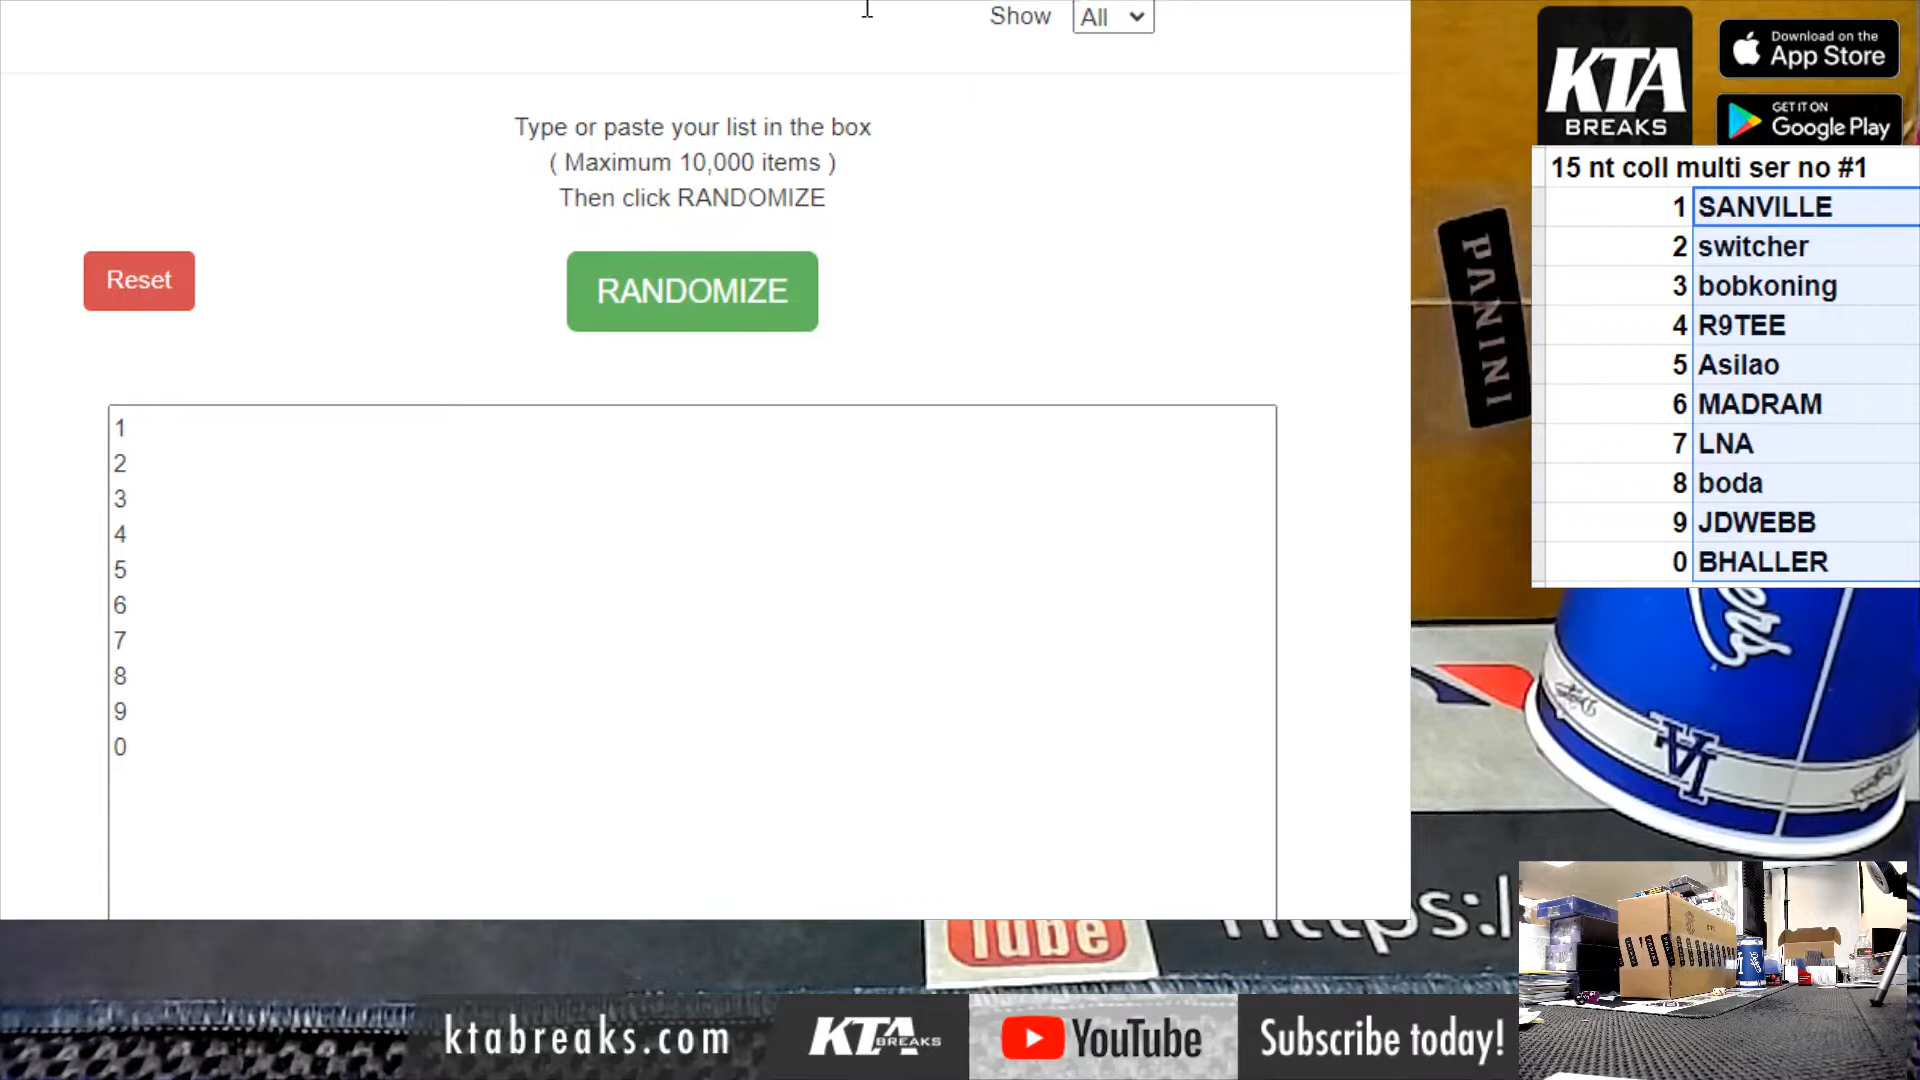 Show All
Type or paste your list in the box
( Maximum 10,000 items )
Then click RANDOMIZE
Reset
RANDOMIZE
1
2
3
4
5
6
7
8
9
0
KTA
BREAKS
Download on the
App Store
GET IT ON
Google Play
15 nt coll multi ser no #1
1 SANVILLE
2 switcher
3 bobkoning
4 R9TEE
5 Asilao
6 MADRAM
7 LNA
8 boda
9 JDWEBB
0 BHALLER
PANINI
ers
Tube
https:/
ktabreaks.com
KTA
BREAKS
YouTube
Subscribe today!